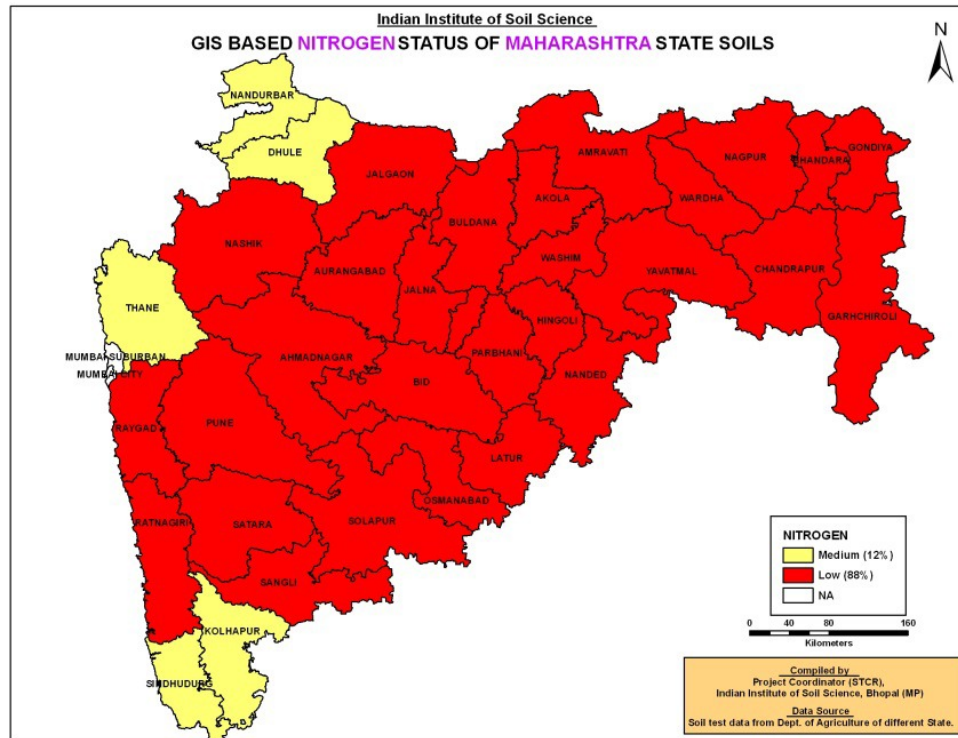 Indian Institute of Soil Science
GIS BASED NITROGEN STATUS OF MAHARASHTRA STATE SOILS
N
NANDURBAR
DHULE
JALGAON
AMRAVATI
NAGPUR
BHANDARA
GONDIYA
AKOLA
WARDHA
BULDANA
NASHIK
WASHIM
AURANGABAD
JALNA
YAVATMAL
CHANDRAPUR
THANE
HINGOLI
GARHCHIROLI
PARBHANI
MUMBAI SUBURBAN
AHMADNAGAR
MUMBAI CITY
NANDED
BID
RAYGAD
PUNE
LATUR
OSMANABAD
RATNAGIRI
SATARA
SOLAPUR
SANGLI
KOLHAPUR
SINDHUDURG
NITROGEN
Medium (12%)
Low (88%)
NA
0 40 80 160
Kilometers
Compiled by
Project Coordinator (STCR),
Indian Institute of Soil Science, Bhopal (MP)
Data Source
Soil test data from Dept. of Agriculture of different State.